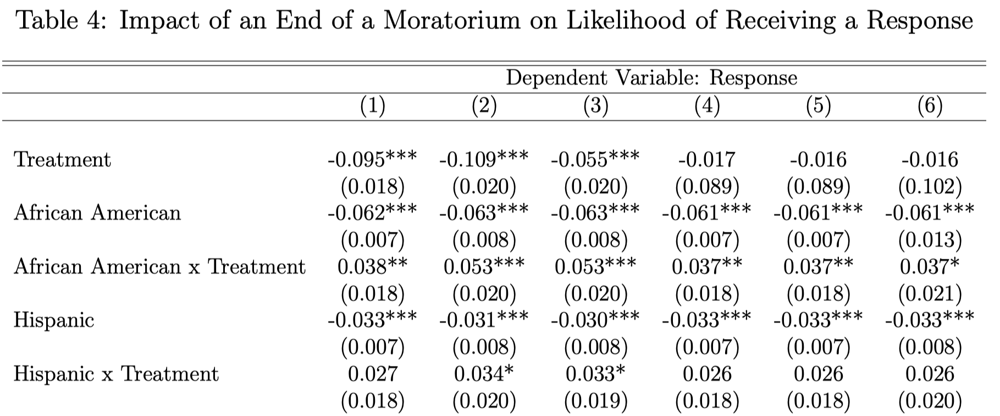 Table 4: Impact of an End of a Moratorium on Likelihood of Receiving a Response
Dependent Variable: Response
(1) (2) (3) (4) (5) (6)
Treatment -0.095*** -0.109*** -0.055*** -0.017 -0.016 -0.016
(0.018) (0.020) (0.020) (0.089) (0.089) (0.102)
African American -0.062*** -0.063*** -0.063*** -0.061*** -0.061*** -0.061***
(0.007) (0.008) (0.008) (0.007) (0.007) (0.013)
African American x Treatment 0.038** 0.053*** 0.053*** 0.037** 0.037** 0.037*
(0.018) (0.020) (0.020) (0.018) (0.018) (0.021)
Hispanic -0.033*** -0.031*** -0.030*** -0.033*** -0.033*** -0.033***
(0.007) (0.008) (0.008) (0.007) (0.007) (0.008)
Hispanic x Treatment 0.027 0.034* 0.033* 0.026 0.026 0.026
(0.018) (0.020) (0.019) (0.018) (0.018) (0.020)